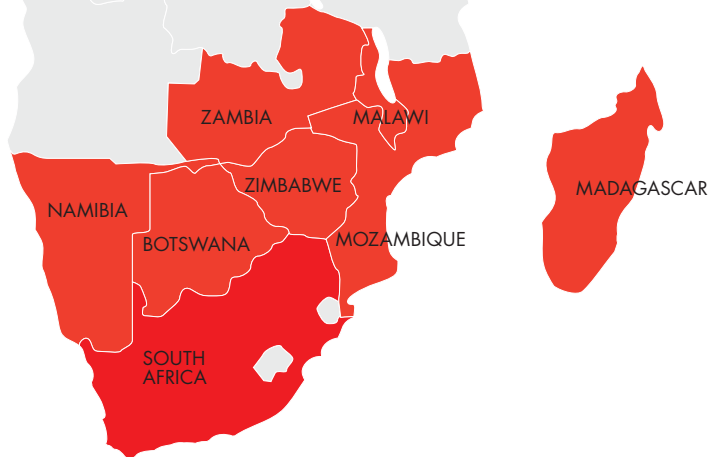 ZAMBIA
MALAWI
ZIMBABWE
MADAGASCAR
NAMIBIA
BOTSWANA
MOZAMBIQUE
SOUTH
AFRICA